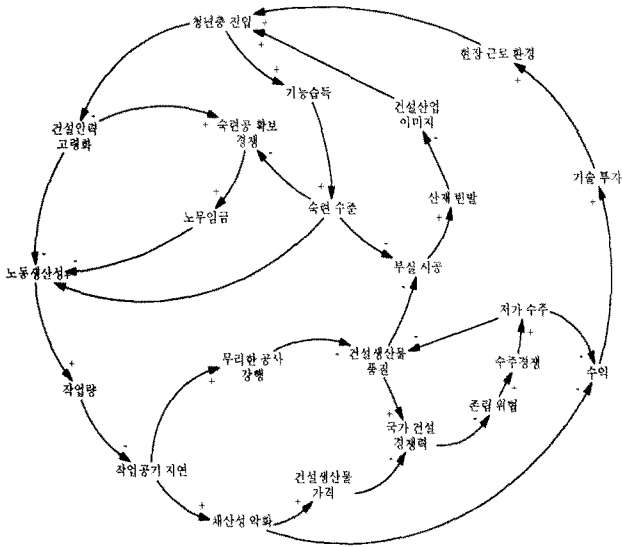 청년층 진입
+
+
현장 근로 환경
+
+
기능습득
건설산업
이미지
-
건설인력
고령화
-
+
숙련공 확보
경쟁
-
+
노무임금
+
숙련 수준
산재 빈발
+
기술 투자
+
-
부실 시공
-
노동생산성
-
-
+
저가 수주
-
+
수주경쟁
-
수익
-
+
무리한 공사
강행
+
-
건설생산물
품질
-
+
작업량
존립 위협
-
+
국가 건설
경쟁력
-
-
작업공기 지연
건설생산물
가격
+
+
채산성 악화